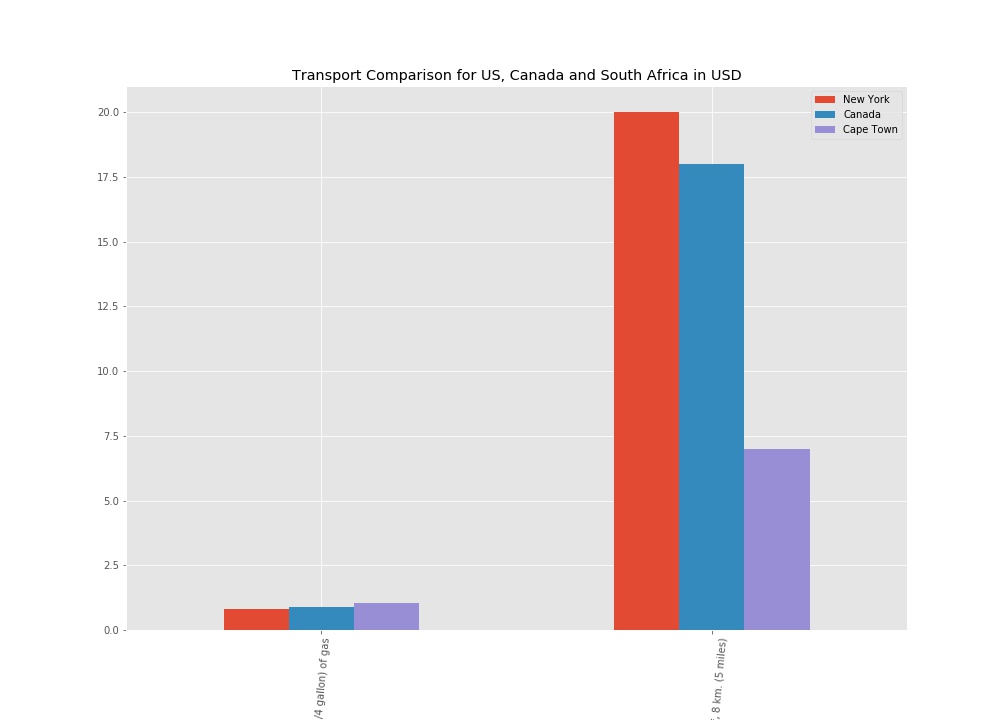 Transport Comparison for US, Canada and South Africa in USD
New York
Canada
Cape Town
20.0
17.5
15.0
12.5
10.0
7.5
5.0
2.5
0.0
/4 gallon) of gas
, 8 km. (5 miles)